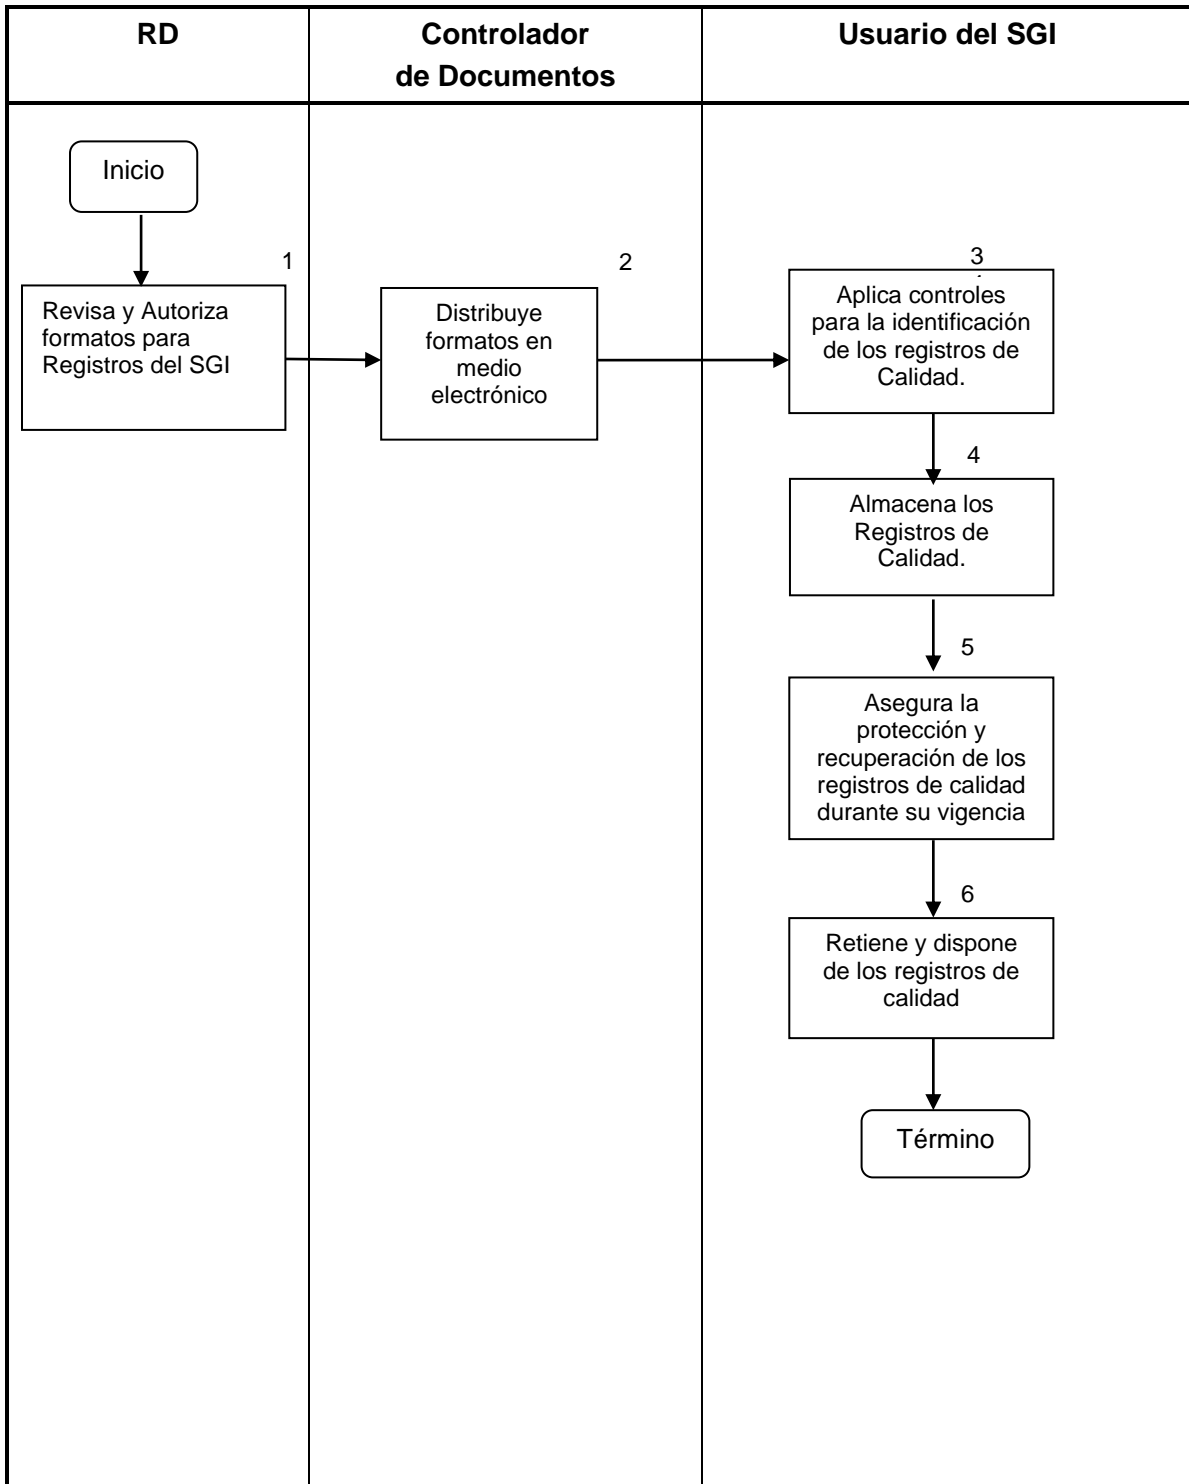 RD
Controlador
de Documentos
Usuario del SGI
Inicio
1
Revisa y Autoriza
formatos para
Registros del SGI
2
Distribuye
formatos en
medio
electrónico
3
Aplica controles
para la identificación
de los registros de
Calidad.
4
Almacena los
Registros de
Calidad.
5
Asegura la
protección y
recuperación de los
registros de calidad
durante su vigencia
6
Retiene y dispone
de los registros de
calidad
Término